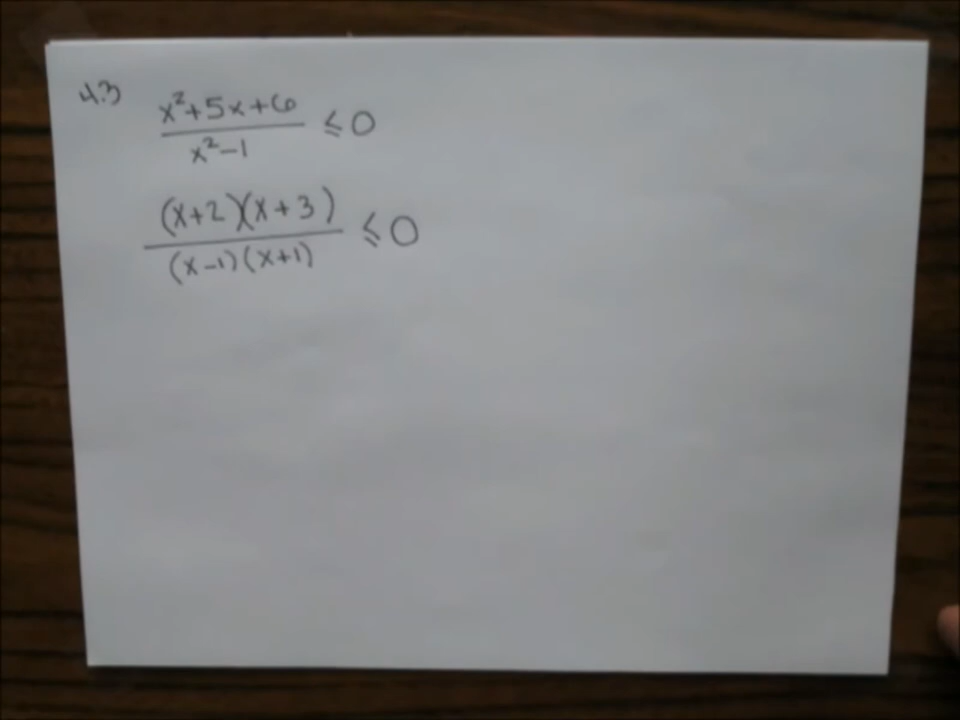 4.3
x²+5x+6
x²-1 ≤ 0
(x+2)(x+3)
(x-1)(x+1) ≤ 0